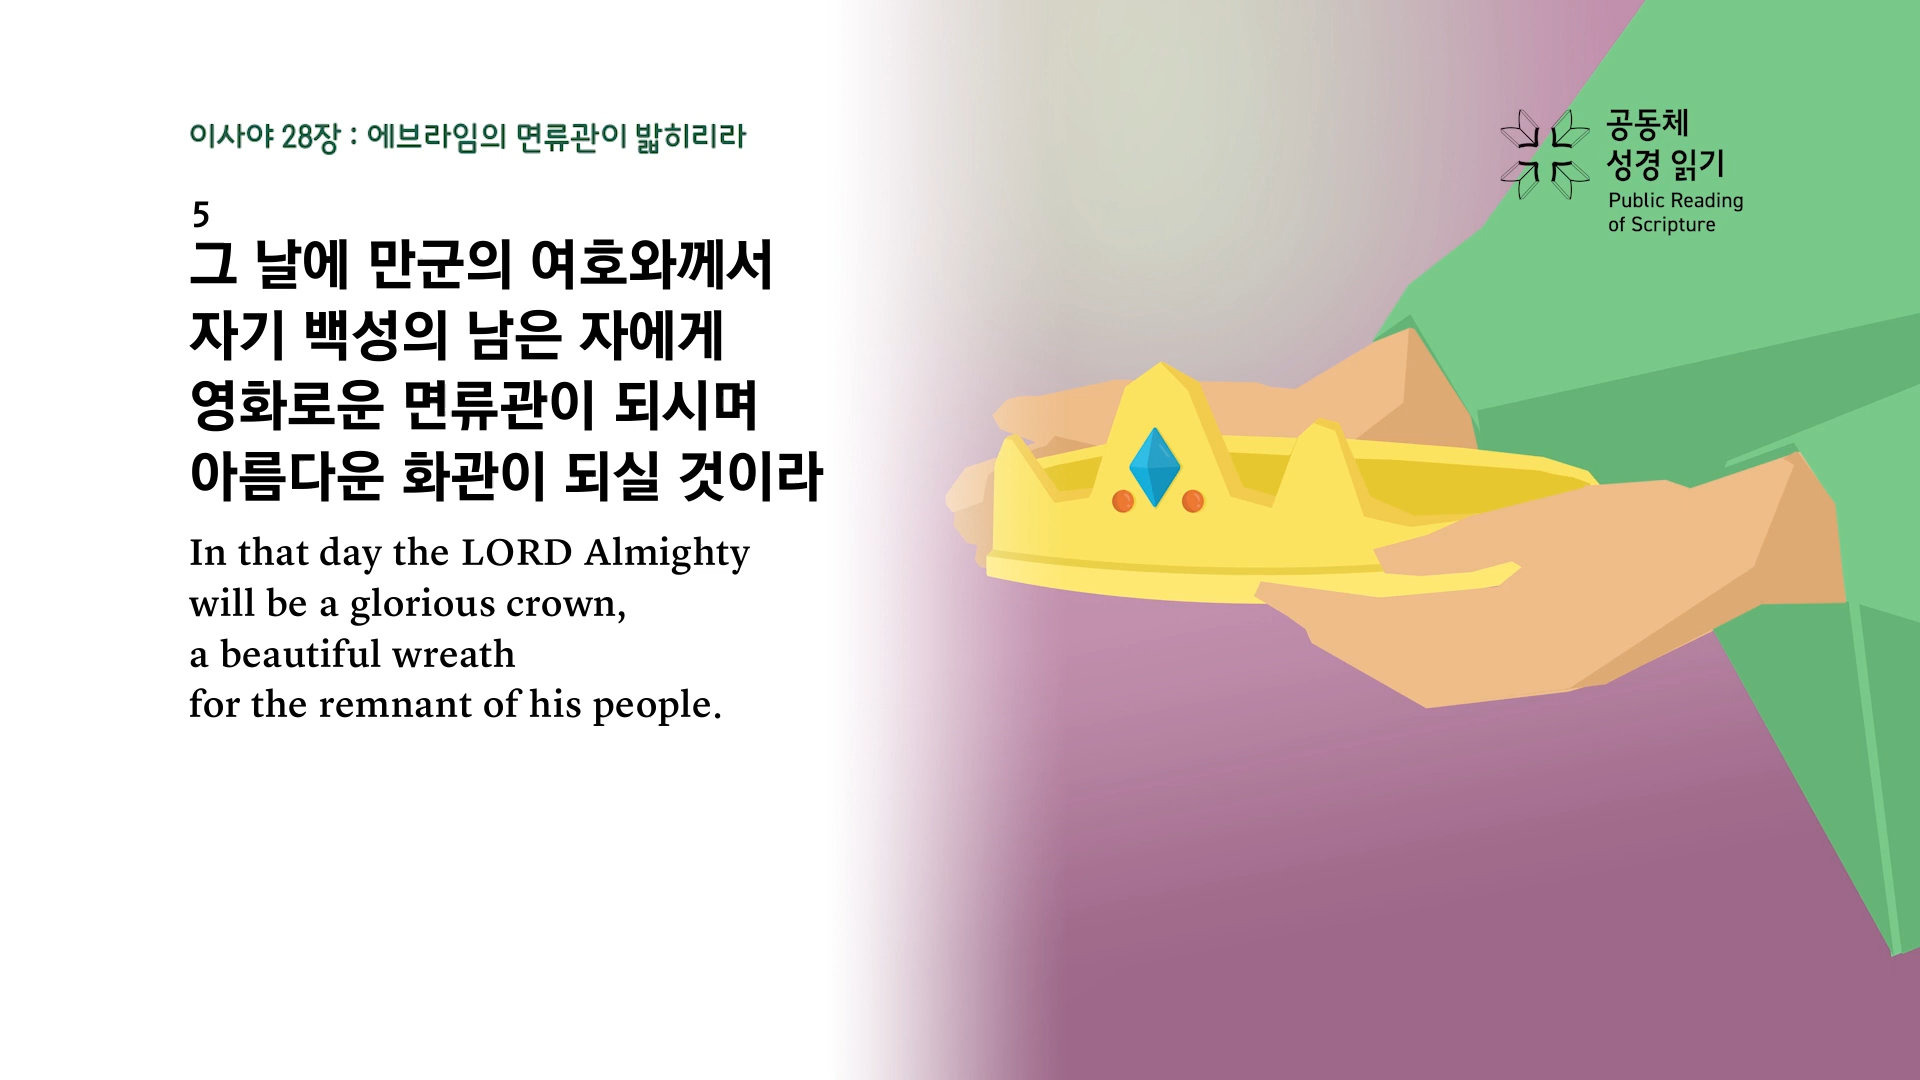 이사야 28장 : 에브라임의 면류관이 밟히리라
5
그 날에 만군의 여호와께서
자기 백성의 남은 자에게
영화로운 면류관이 되시며
아름다운 화관이 되실 것이라
In that day the LORD Almighty
will be a glorious crown,
a beautiful wreath
for the remnant of his people.
공동체
성경 읽기
Public Reading
of Scripture